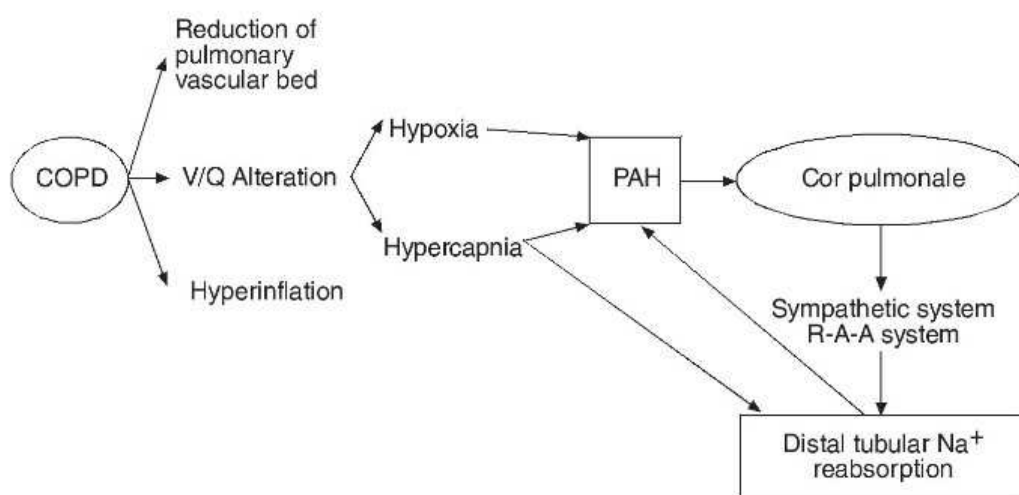 Reduction of
pulmonary
vascular bed
COPD
V/Q Alteration
Hyperinflation
Hypoxia
Hypercapnia
PAH
Cor pulmonale
Sympathetic system
R-A-A system
Distal tubular Na+
reabsorption